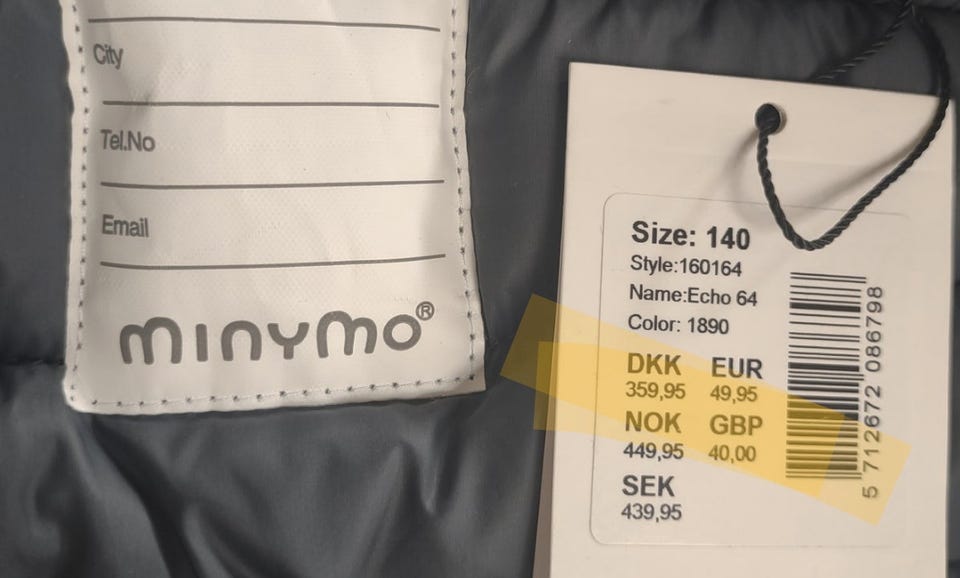 City
Tel.No
Email
minymo®
Size: 140
Style:160164
Name:Echo 64
Color: 1890
DKK EUR
359,95 49,95
NOK GBP
449,95 40,00
SEK
439,95
5 712672 086798